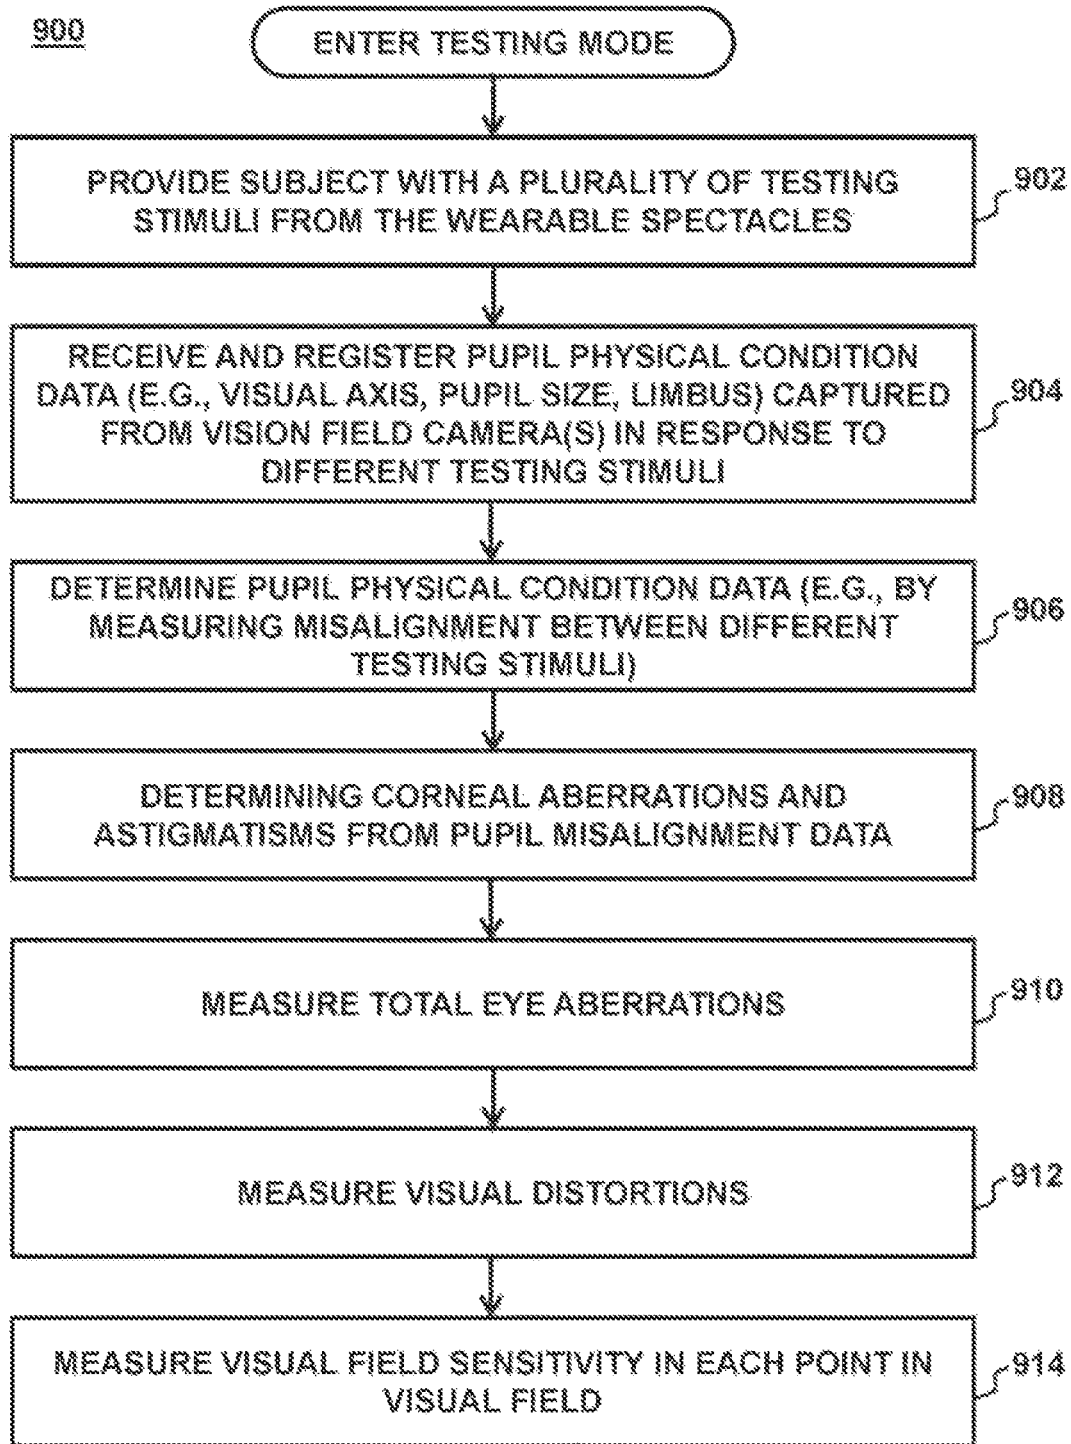 900
ENTER TESTING MODE
PROVIDE SUBJECT WITH A PLURALITY OF TESTING
STIMULI FROM THE WEARABLE SPECTACLES
902
RECEIVE AND REGISTER PUPIL PHYSICAL CONDITION
DATA (E.G., VISUAL AXIS, PUPIL SIZE, LIMBUS) CAPTURED
FROM VISION FIELD CAMERA(S) IN RESPONSE TO
DIFFERENT TESTING STIMULI
904
DETERMINE PUPIL PHYSICAL CONDITION DATA (E.G., BY
MEASURING MISALIGNMENT BETWEEN DIFFERENT
TESTING STIMULI)
906
DETERMINING CORNEAL ABERRATIONS AND
ASTIGMATISMS FROM PUPIL MISALIGNMENT DATA
908
MEASURE TOTAL EYE ABERRATIONS
910
MEASURE VISUAL DISTORTIONS
912
MEASURE VISUAL FIELD SENSITIVITY IN EACH POINT IN
VISUAL FIELD
914